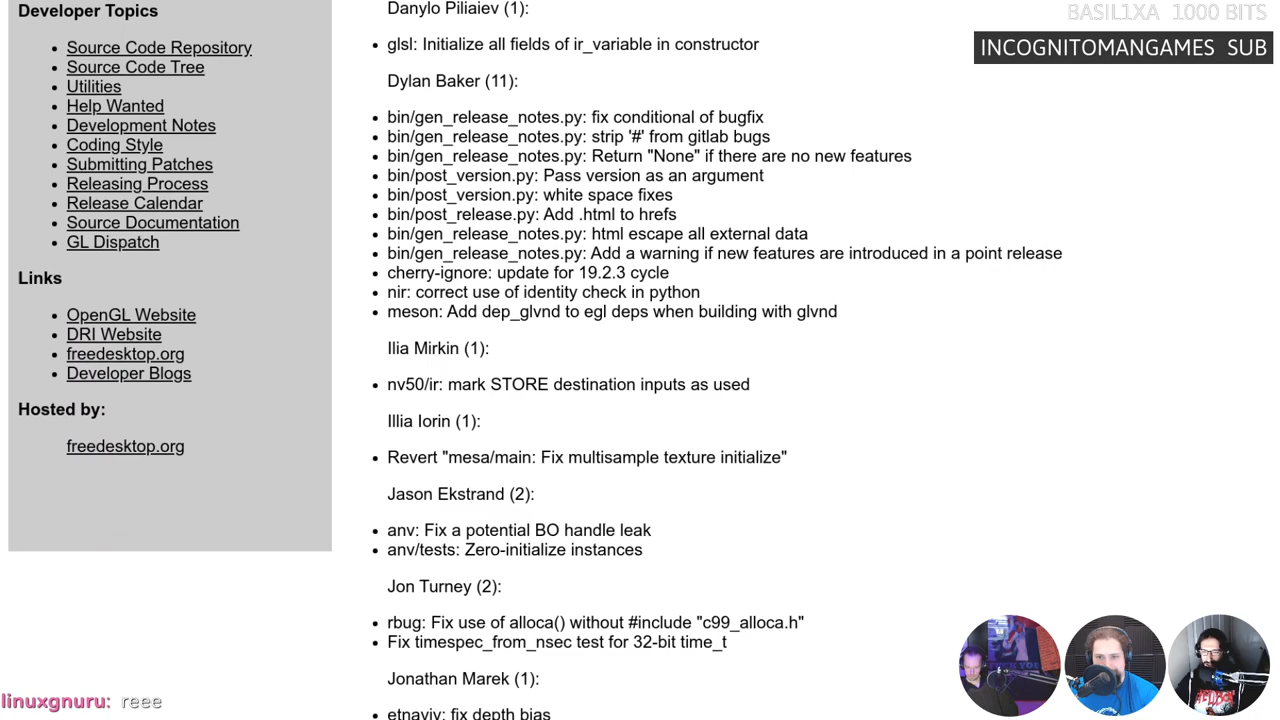 BASIL1XA 1000 BITS
INCOGNITOMANGAMES SUB
Developer Topics
Source Code Repository
Source Code Tree
Utilities
Help Wanted
Development Notes
Coding Style
Submitting Patches
Releasing Process
Release Calendar
Source Documentation
GL Dispatch
Links
OpenGL Website
DRI Website
freedesktop.org
Developer Blogs
Hosted by:
freedesktop.org
Danylo Piliaiev (1):
glsl: Initialize all fields of ir_variable in constructor
Dylan Baker (11):
bin/gen_release_notes.py: fix conditional of bugfix
bin/gen_release_notes.py: strip '#' from gitlab bugs
bin/gen_release_notes.py: Return "None" if there are no new features
bin/post_version.py: Pass version as an argument
bin/post_version.py: white space fixes
bin/post_release.py: Add .html to hrefs
bin/gen_release_notes.py: html escape all external data
bin/gen_release_notes.py: Add a warning if new features are introduced in a point release
cherry-ignore: update for 19.2.3 cycle
nir: correct use of identity check in python
meson: Add dep_glvnd to egl deps when building with glvnd
Ilia Mirkin (1):
nv50/ir: mark STORE destination inputs as used
Illia Iorin (1):
Revert "mesa/main: Fix multisample texture initialize"
Jason Ekstrand (2):
anv: Fix a potential BO handle leak
anv/tests: Zero-initialize instances
Jon Turney (2):
rbug: Fix use of alloca() without #include "c99_alloca.h"
Fix timespec_from_nsec test for 32-bit time_t
Jonathan Marek (1):
etnaviv: fix depth bias
linuxgnuru: reee